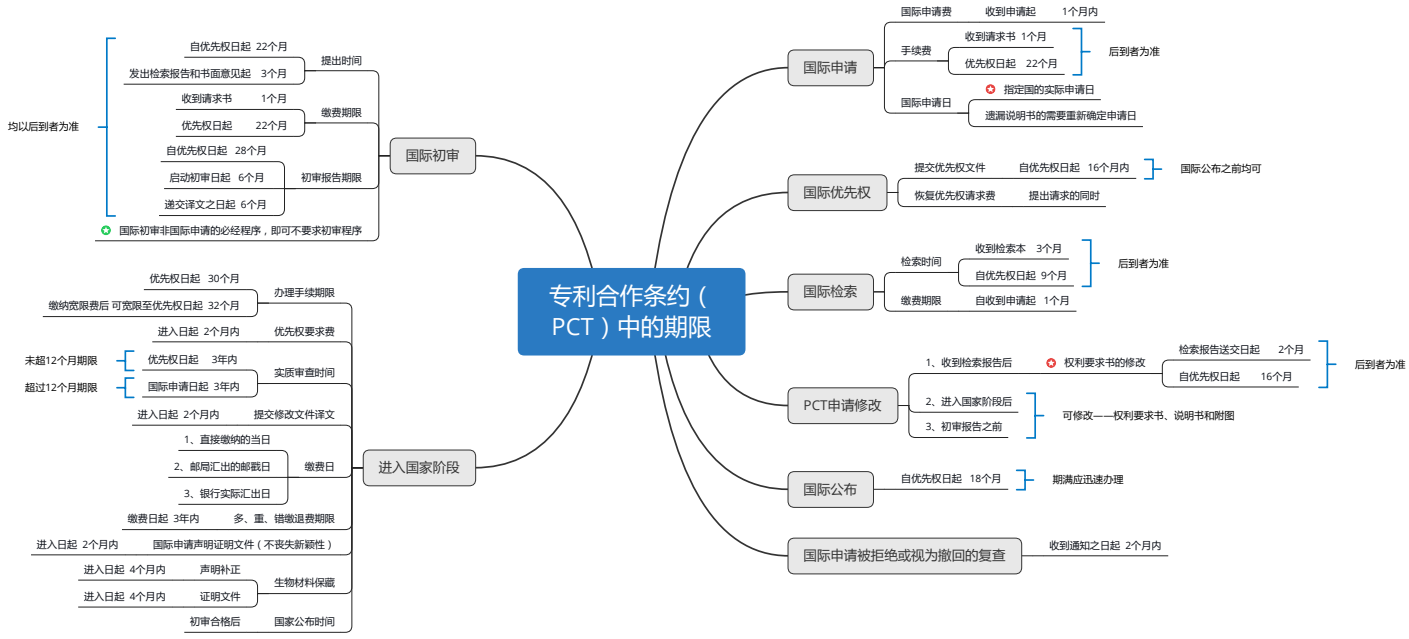 专利合作条约（
PCT）中的期限
国际申请
国际申请费 收到申请起 1个月内
手续费
收到请求书 1个月
优先权日起 22个月
后到者为准
国际申请日
指定国的实际申请日
遗漏说明书的需要重新确定申请日
国际优先权
提交优先权文件 自优先权日起 16个月内
国际公布之前均可
恢复优先权请求费 提出请求的同时
国际检索
检索时间
收到检索本 3个月
自优先权日起 9个月
后到者为准
缴费期限 自收到申请起 1个月
PCT申请修改
1、收到检索报告后
权利要求书的修改
检索报告送交日起 2个月
自优先权日起 16个月
后到者为准
2、进入国家阶段后
3、初审报告之前
可修改——权利要求书、说明书和附图
国际公布
自优先权日起 18个月
期满应迅速办理
国际申请被拒绝或视为撤回的复查
收到通知之日起 2个月内
国际初审
提出时间
自优先权日起 22个月
发出检索报告和书面意见起 3个月
缴费期限
收到请求书 1个月
优先权日起 22个月
初审报告期限
自优先权日起 28个月
启动初审日起 6个月
递交译文之日起 6个月
均以后到者为准
国际初审非国际申请的必经程序，即可不要求初审程序
进入国家阶段
办理手续期限
优先权日起 30个月
缴纳宽限费后 可宽限至优先权日起 32个月
进入日起 2个月内 优先权要求费
实质审查时间
未超12个月期限 优先权日起 3年内
超过12个月期限 国际申请日起 3年内
进入日起 2个月内 提交修改文件译文
缴费日
1、直接缴纳的当日
2、邮局汇出的邮戳日
3、银行实际汇出日
缴费日起 3年内 多、重、错缴退费期限
进入日起 2个月内 国际申请声明证明文件（不丧失新颖性）
生物材料保藏
进入日起 4个月内 声明补正
进入日起 4个月内 证明文件
初审合格后 国家公布时间